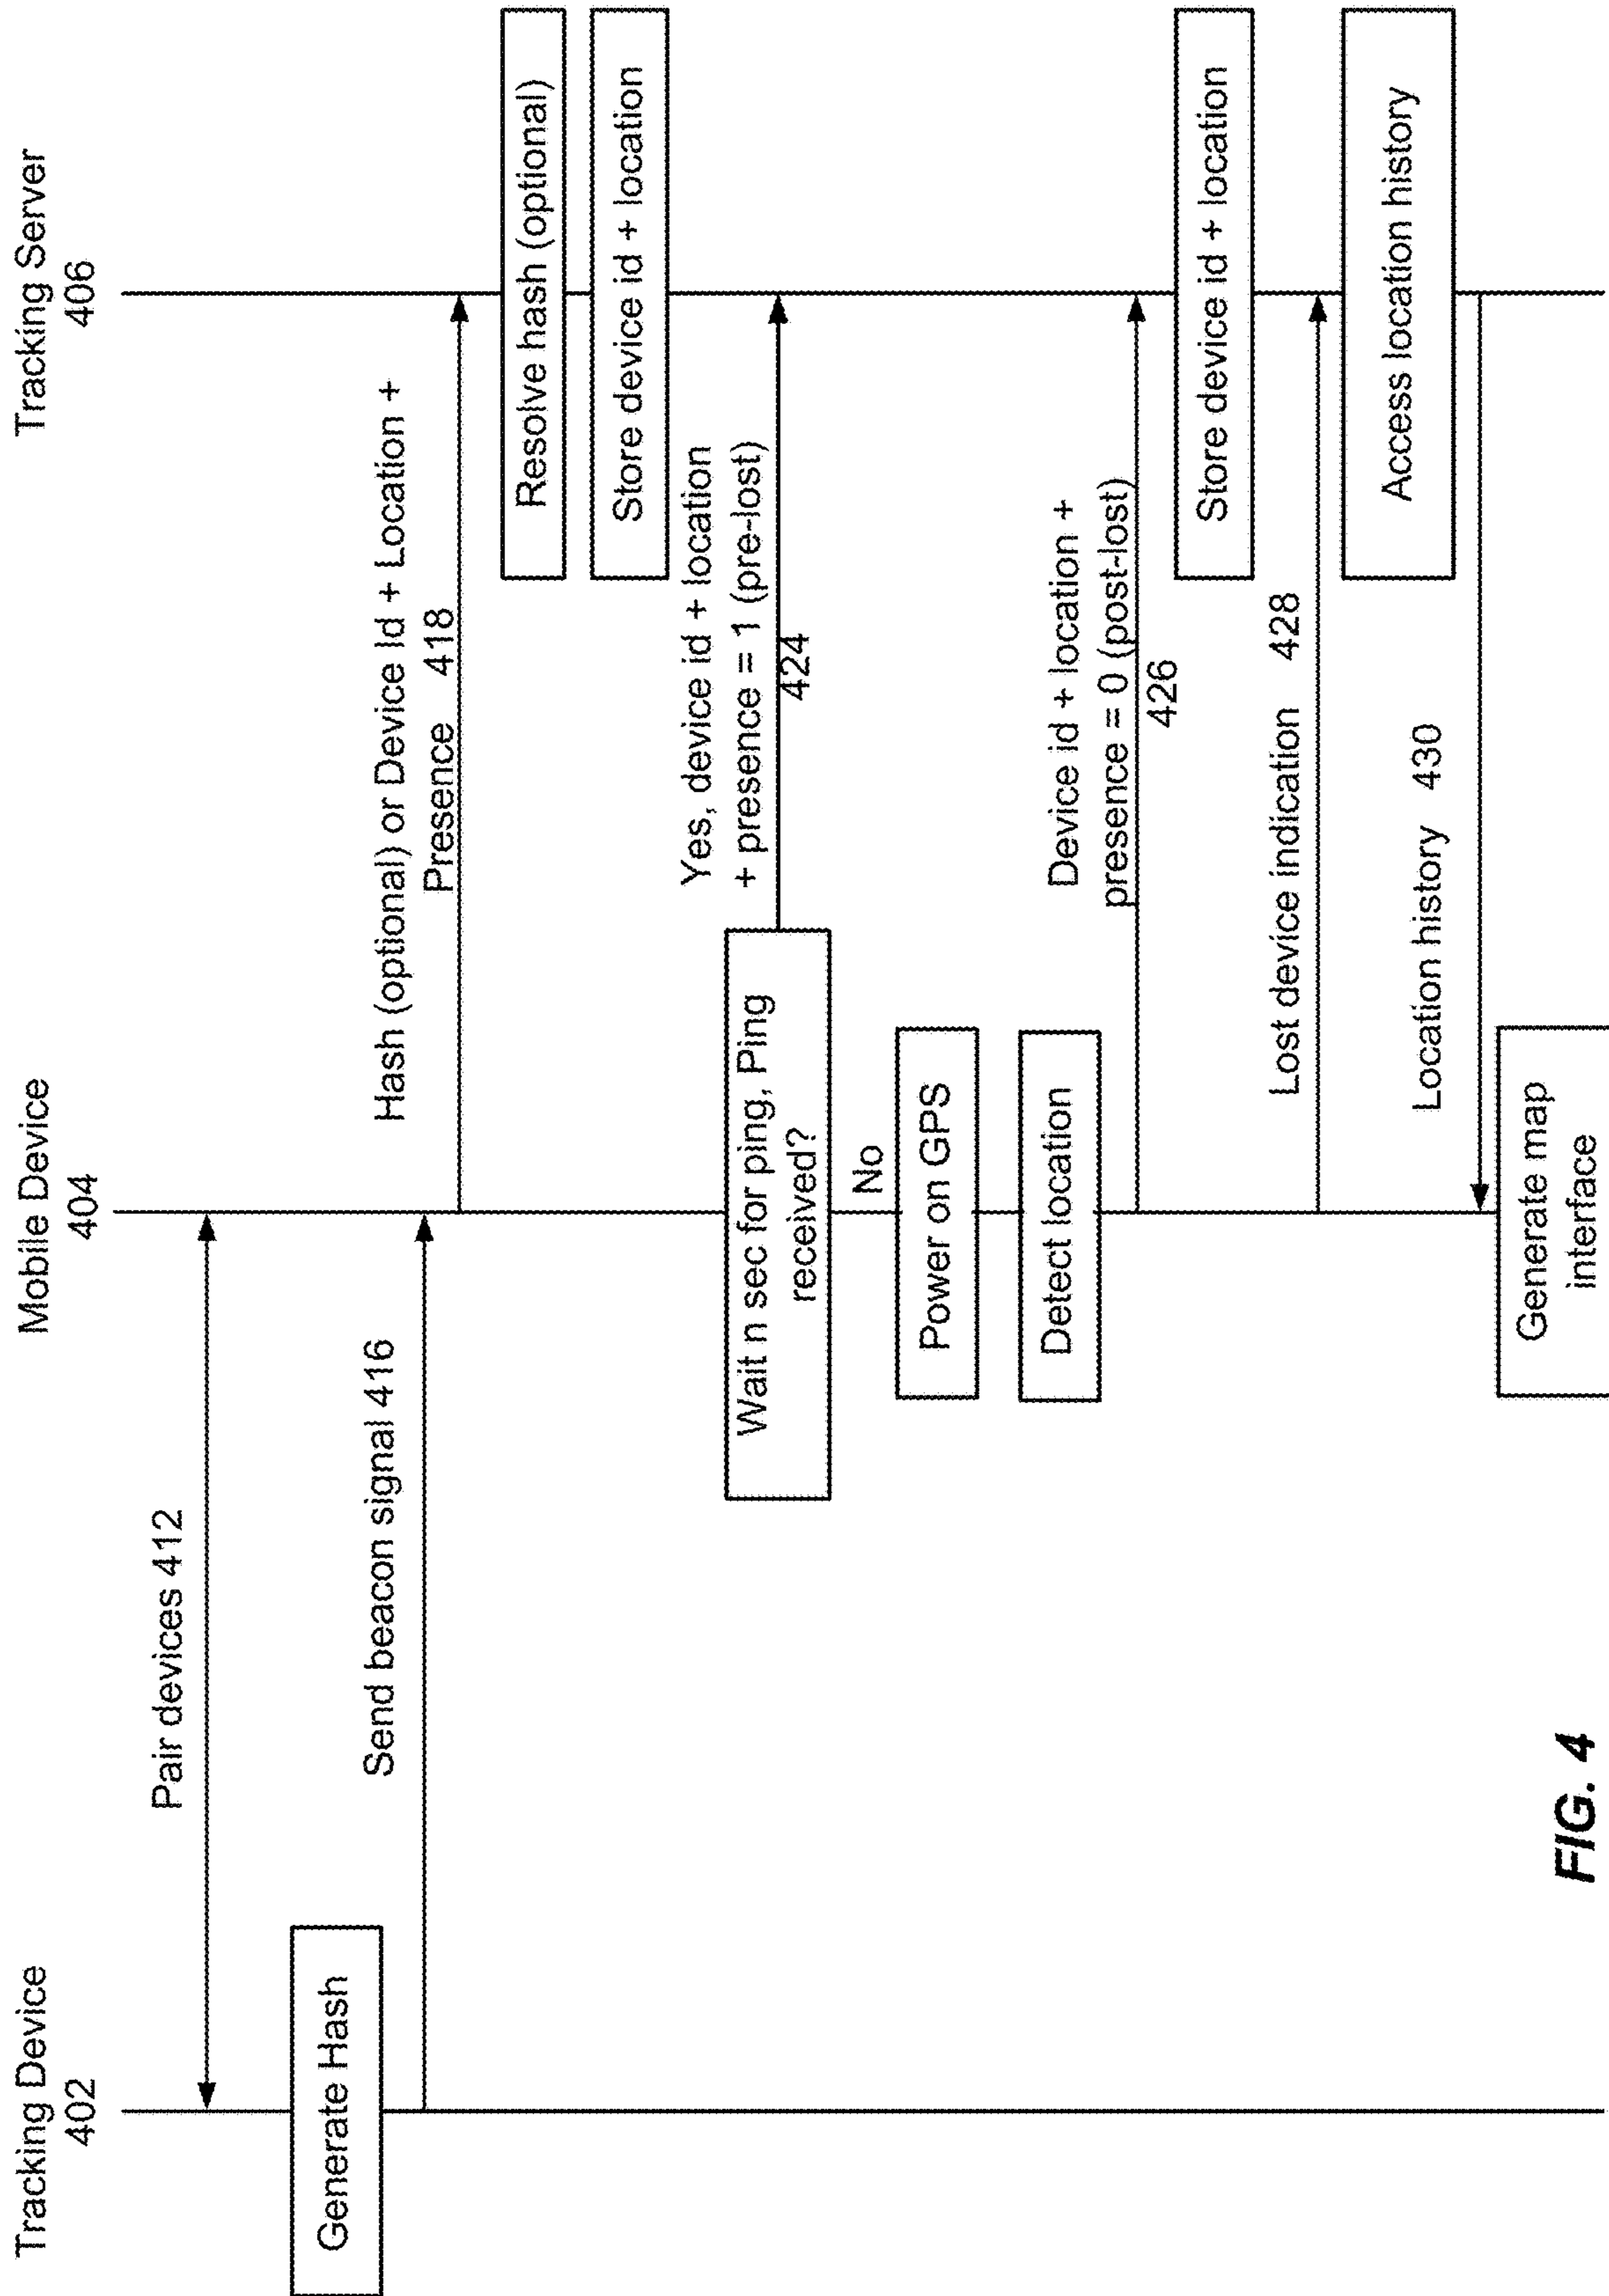 Tracking Device
402
Mobile Device
404
Tracking Server
406
Pair devices 412
Generate Hash
Send beacon signal 416
Hash (optional) or Device Id + Location +
Presence 418
Resolve hash (optional)
Store device id + location
Wait n sec for ping, Ping
received?
Yes, device id + location
+ presence = 1 (pre-lost)
424
No
Power on GPS
Detect location
Device id + location +
presence = 0 (post-lost)
426
Store device id + location
Lost device indication 428
Access location history
Location history 430
Generate map
interface
FIG. 4